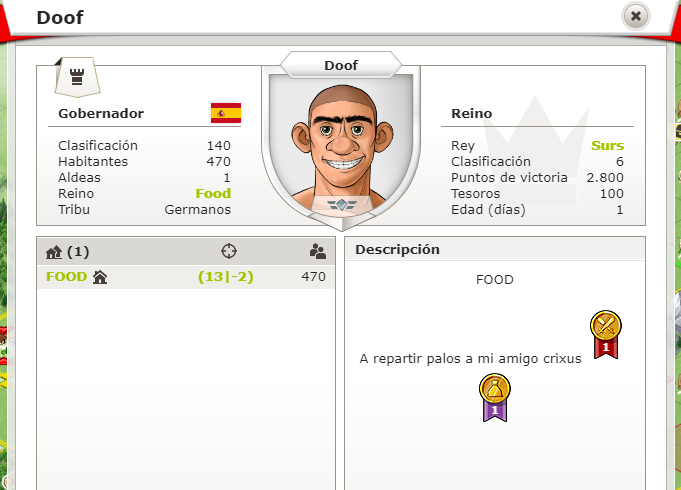 Doof
Doof
Gobernador
Clasificación 140
Habitantes 470
Aldeas 1
Reino Food
Tribu Germanos
Reino
Rey Surs
Clasificación 6
Puntos de victoria 2.800
Tesoros 100
Edad (días) 1
(1)
FOOD (13|-2) 470
Descripción
FOOD
1
A repartir palos a mi amigo crixus
1